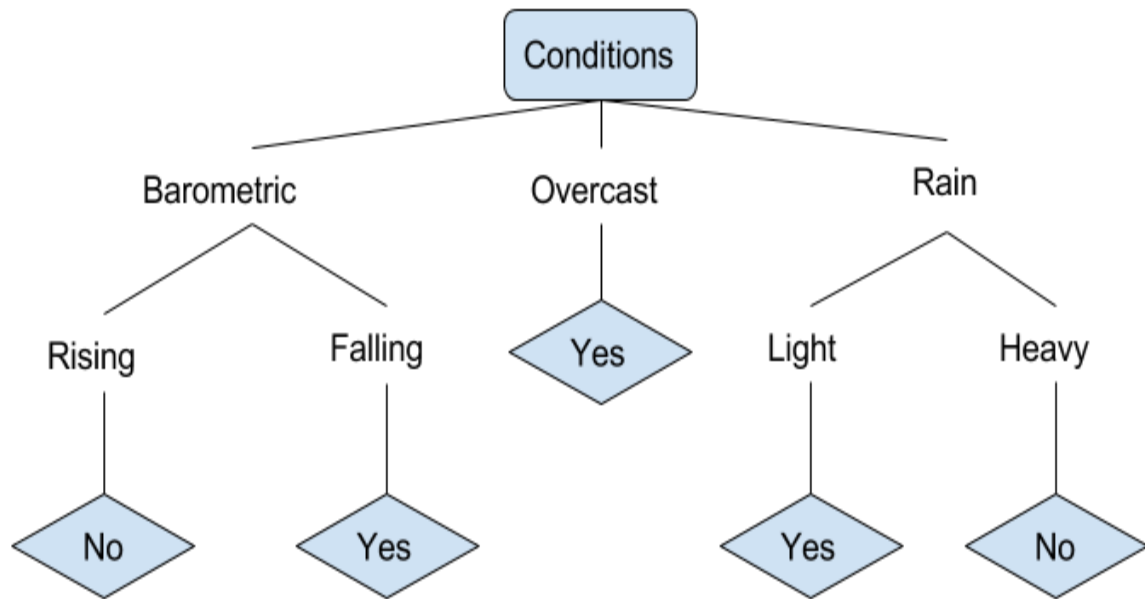 Conditions
Barometric
Overcast
Rain
Rising
Falling
Yes
Light
Heavy
No
Yes
Yes
No